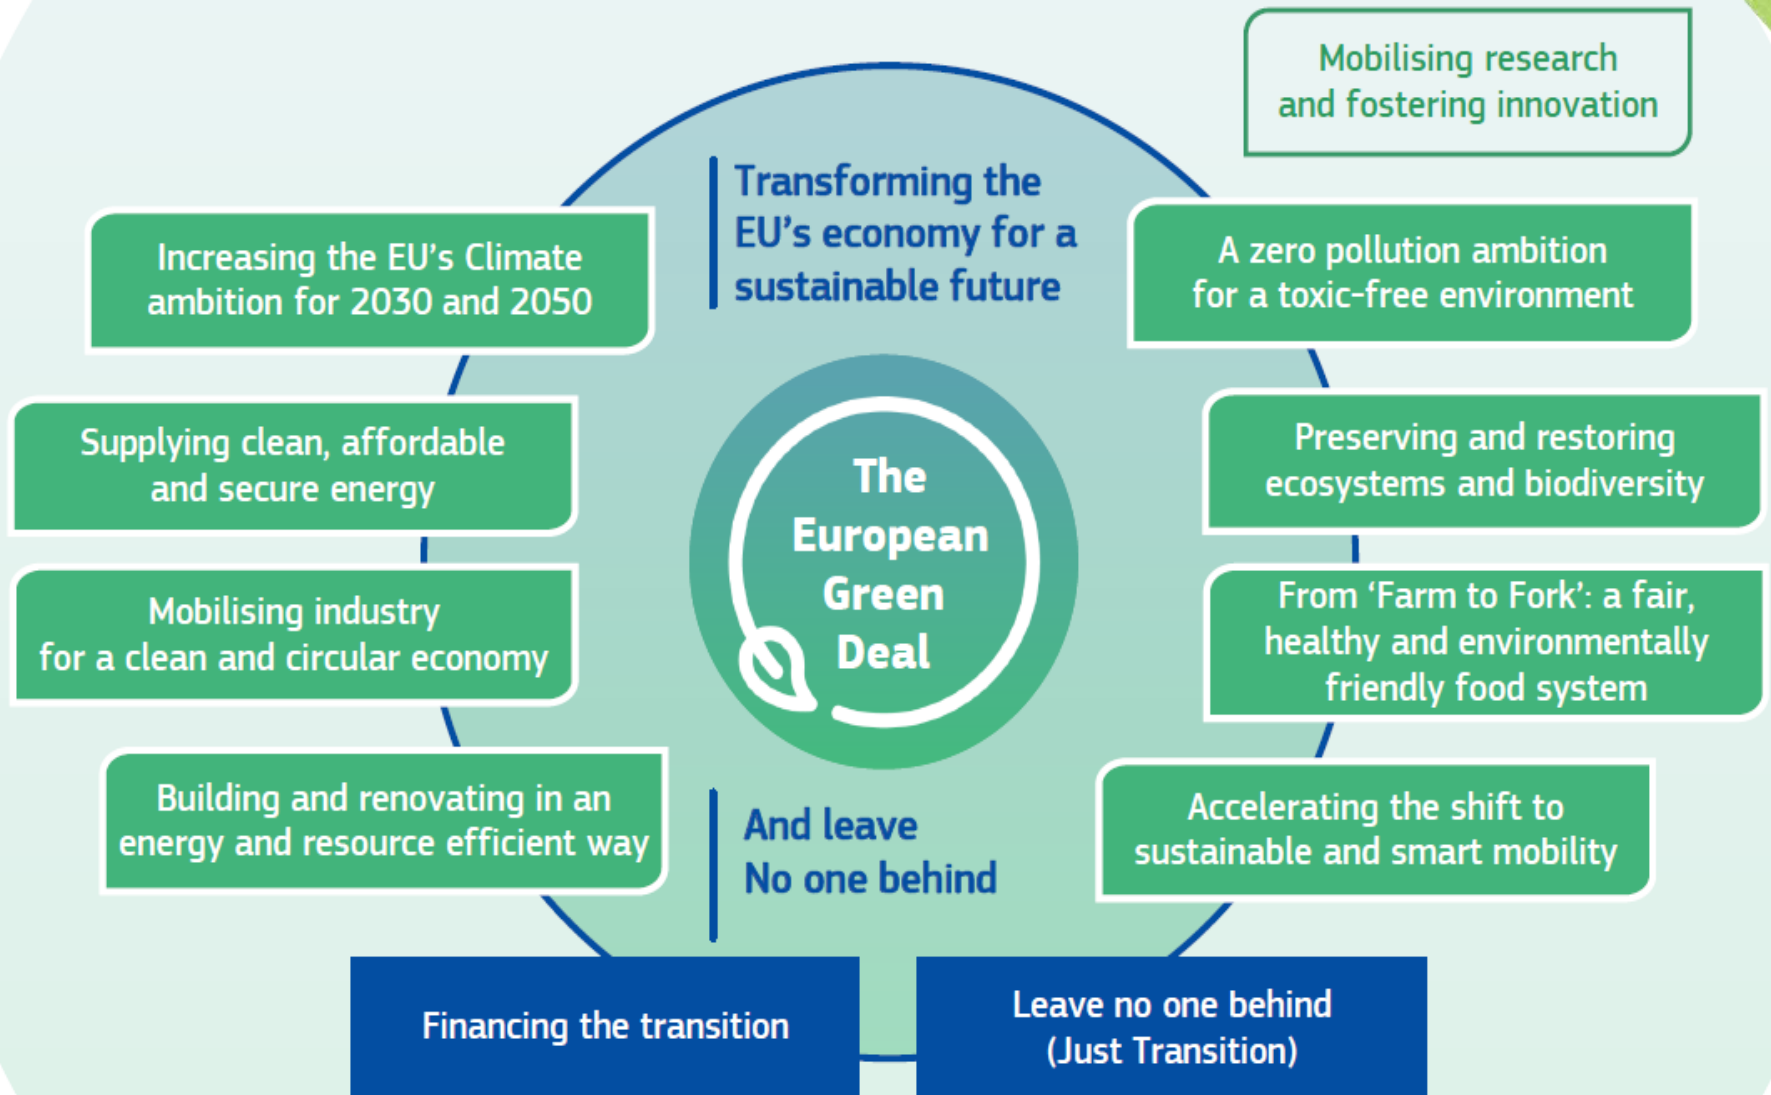 Mobilising research
and fostering innovation
Transforming the
EU's economy for a
sustainable future
Increasing the EU's Climate
ambition for 2030 and 2050
Supplying clean, affordable
and secure energy
Mobilising industry
for a clean and circular economy
Building and renovating in an
energy and resource efficient way
The
European
Green
Deal
A zero pollution ambition
for a toxic-free environment
Preserving and restoring
ecosystems and biodiversity
From ‘Farm to Fork’: a fair,
healthy and environmentally
friendly food system
Accelerating the shift to
sustainable and smart mobility
And leave
No one behind
Financing the transition
Leave no one behind
(Just Transition)